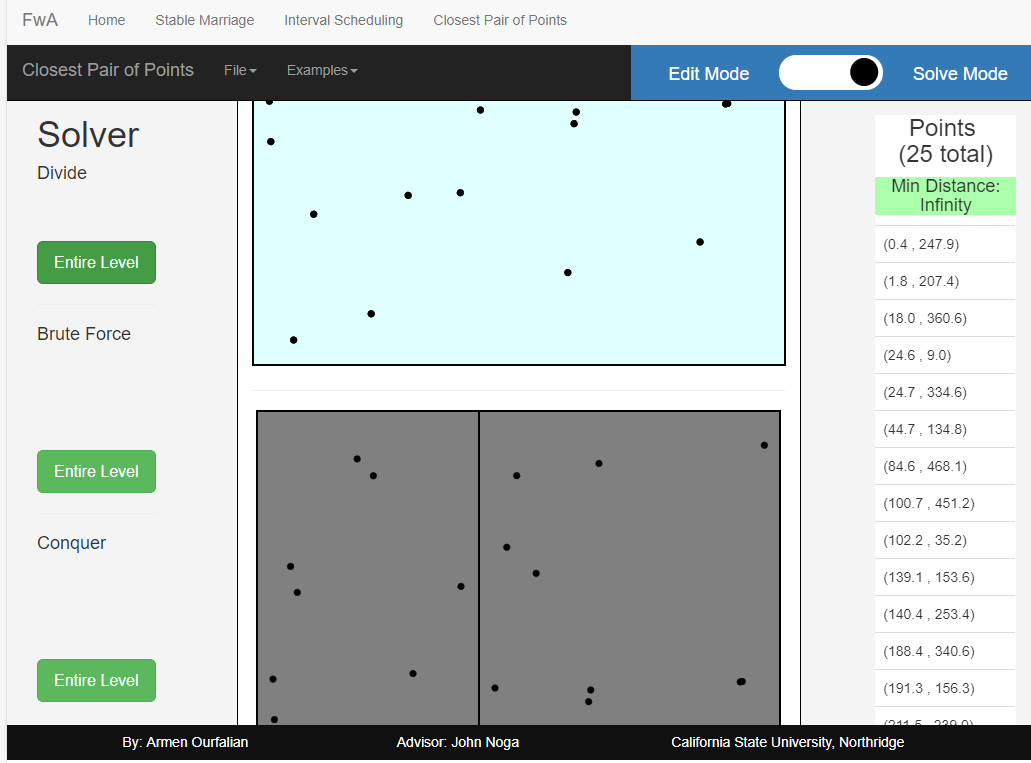 FwA Home Stable Marriage Interval Scheduling Closest Pair of Points
Closest Pair of Points File Examples Edit Mode Solve Mode
Solver
Divide
Entire Level
Brute Force
Entire Level
Conquer
Entire Level
Points
(25 total)
Min Distance:
Infinity
(0.4 , 247.9)
(1.8 , 207.4)
(18.0 , 360.6)
(24.6 , 9.0)
(24.7 , 334.6)
(44.7 , 134.8)
(84.6 , 468.1)
(100.7 , 451.2)
(102.2 , 35.2)
(139.1 , 153.6)
(140.4 , 253.4)
(188.4 , 340.6)
(191.3 , 156.3)
By: Armen Ourfalian Advisor: John Noga California State University, Northridge